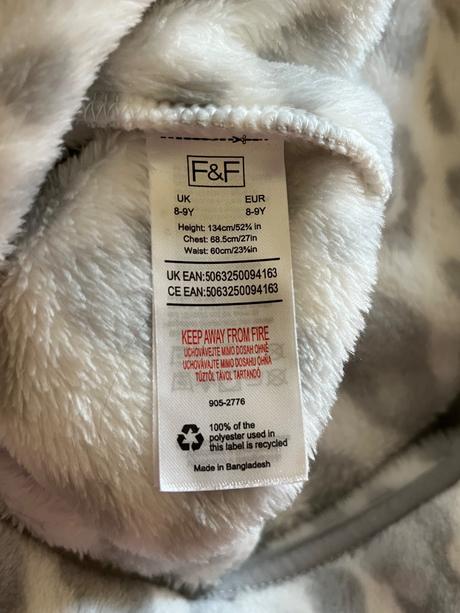 F&F
UK EUR
8-9Y 8-9Y
Height: 134cm/52¾ in
Chest: 68.5cm/27in
Waist: 60cm/23⅝in
UK EAN:5063250094163
CE EAN:5063250094163
KEEP AWAY FROM FIRE
UCHOVÁVEJTE MIMO DOSAH OHNĚ
UCHOVÁVAJTE MIMO DOSAHU OHŇA
TŰZTŐL TÁVOL TARTANDÓ
905-2776
100% of the
polyester used in
this label is recycled
Made in Bangladesh